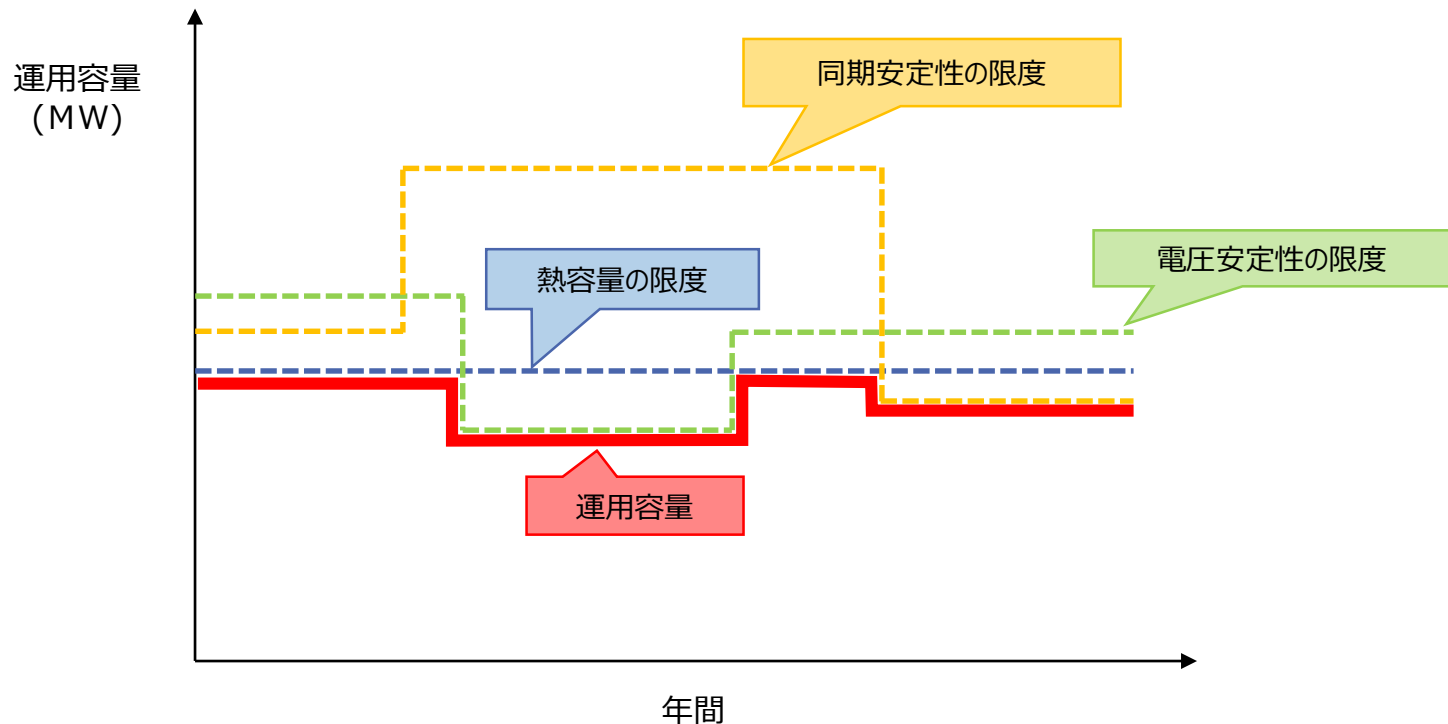 運用容量
(ＭＷ)
同期安定性の限度
熱容量の限度
電圧安定性の限度
運用容量
年間